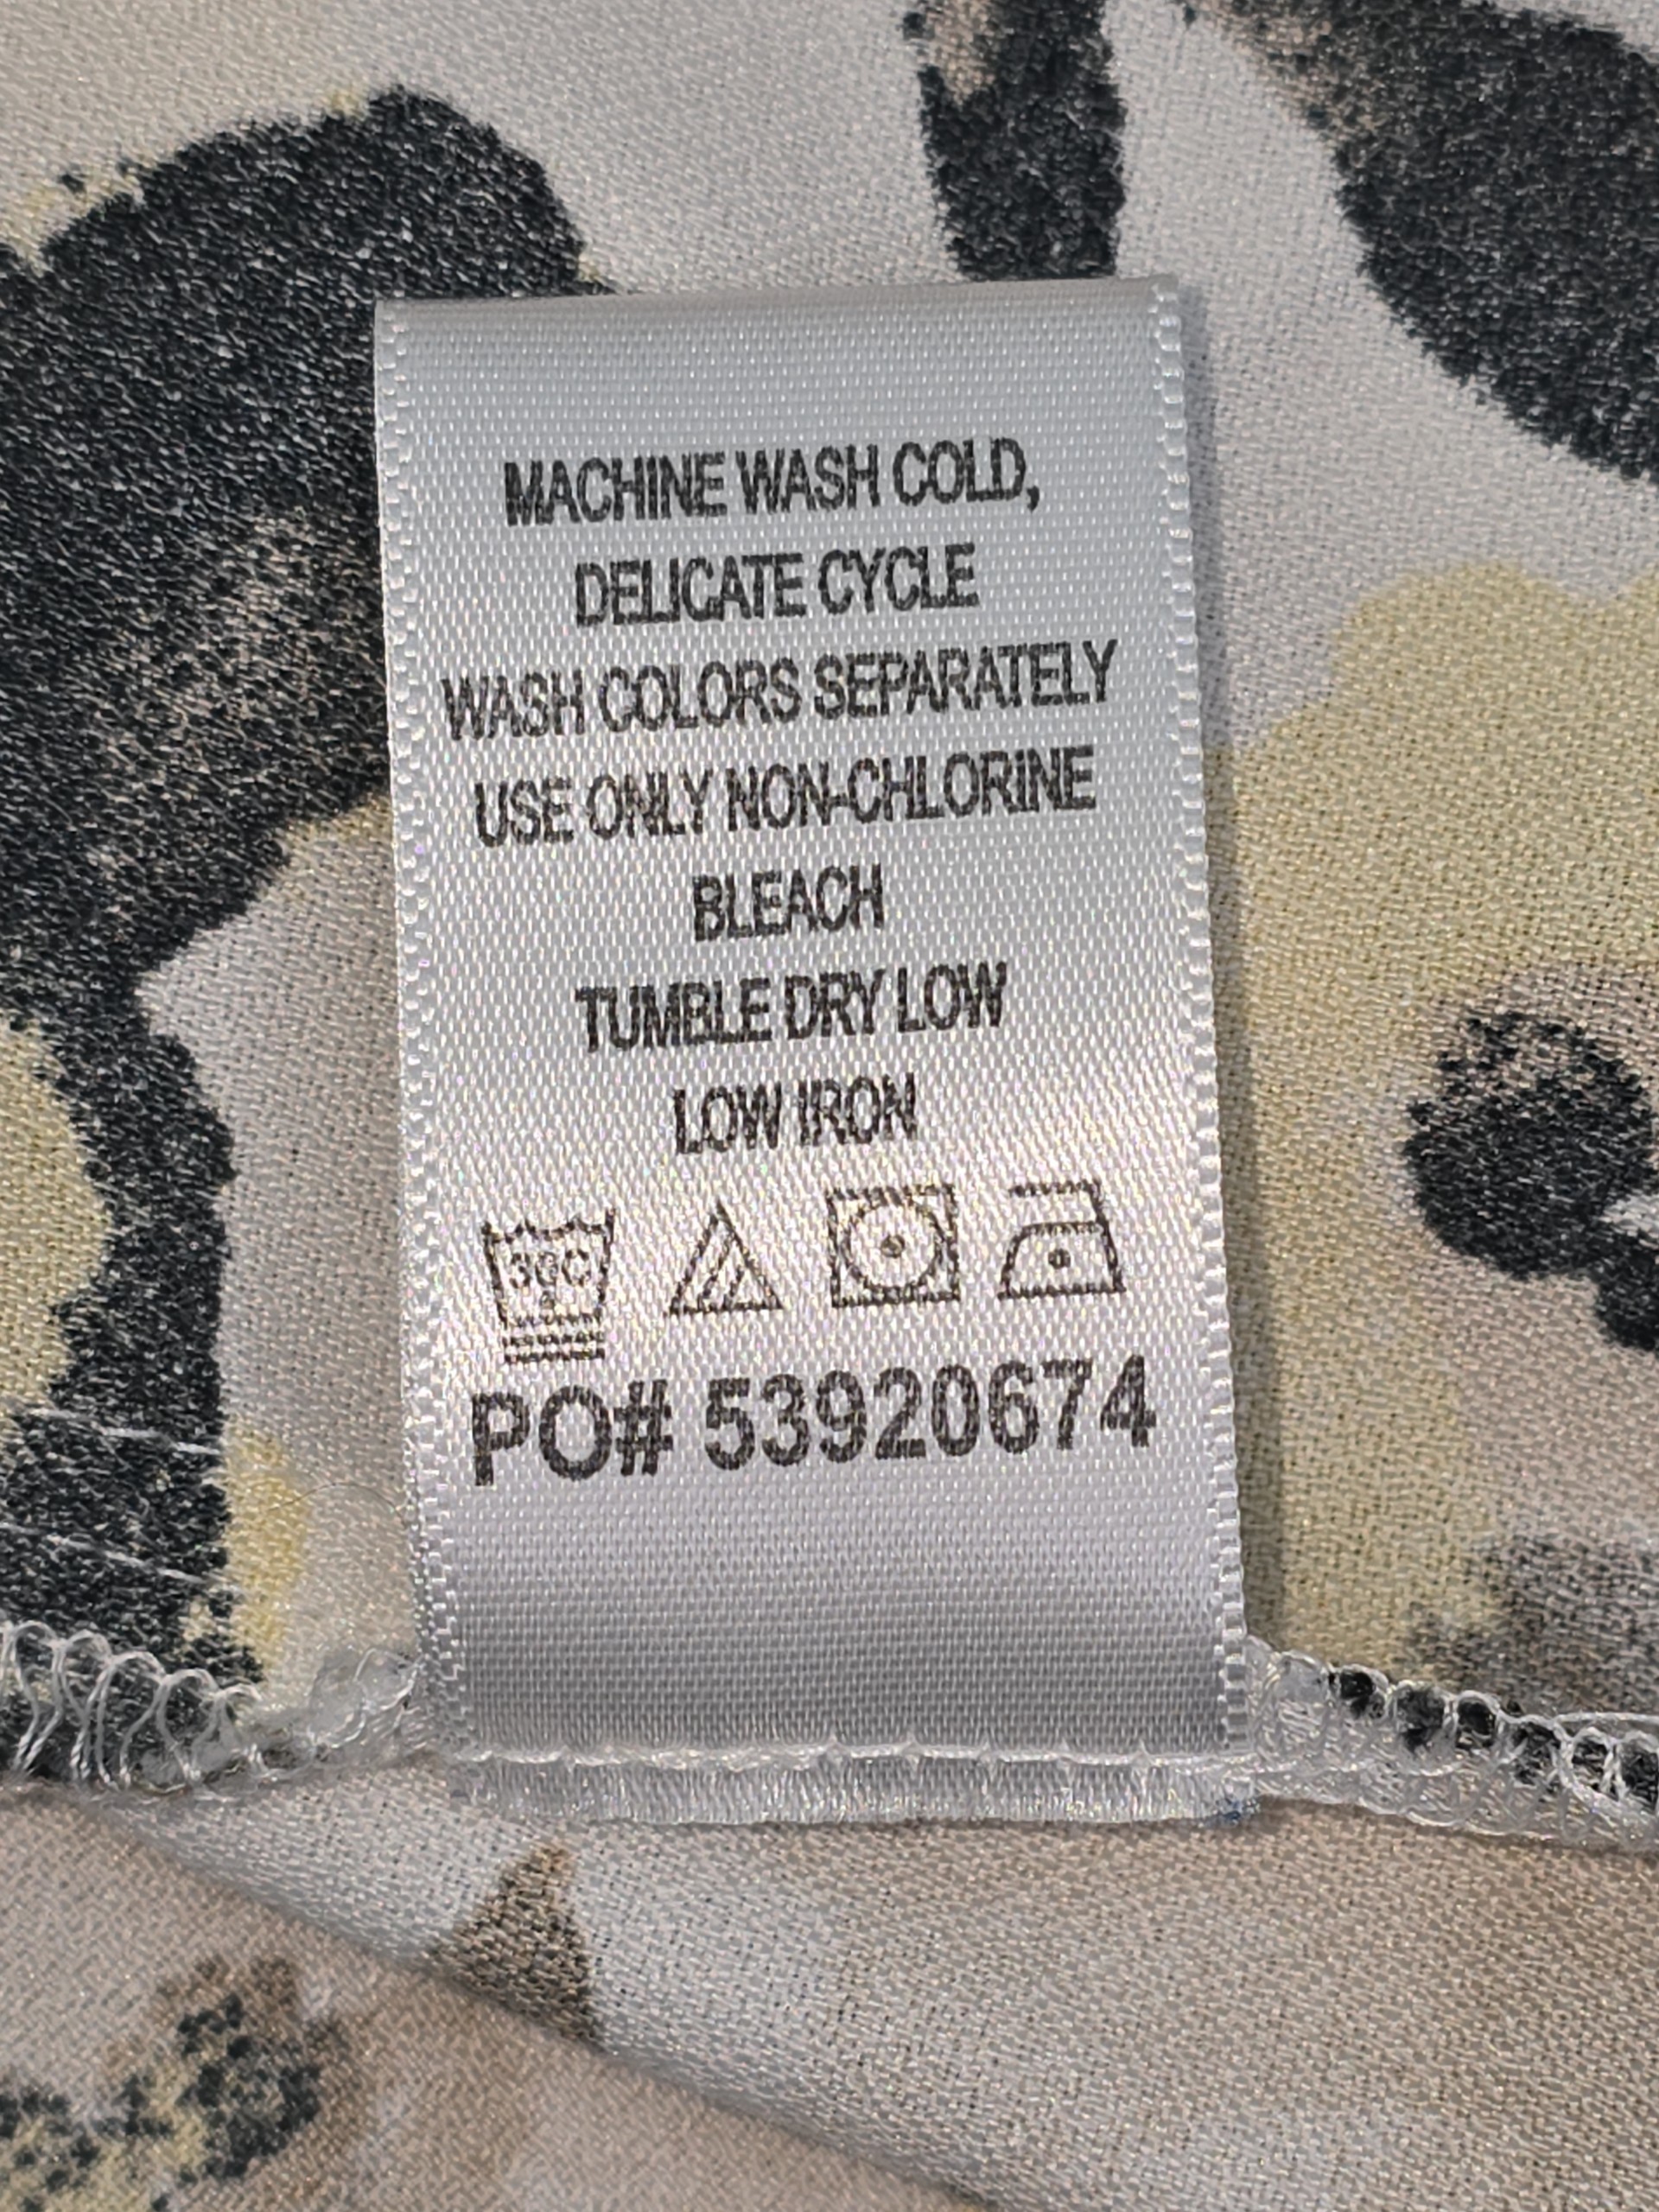 MACHINE WASH COLD,
DELICATE CYCLE
WASH COLORS SEPARATELY
USE ONLY NON-CHLORINE
BLEACH
TUMBLE DRY LOW
LOW IRON
30C
PO# 53920674